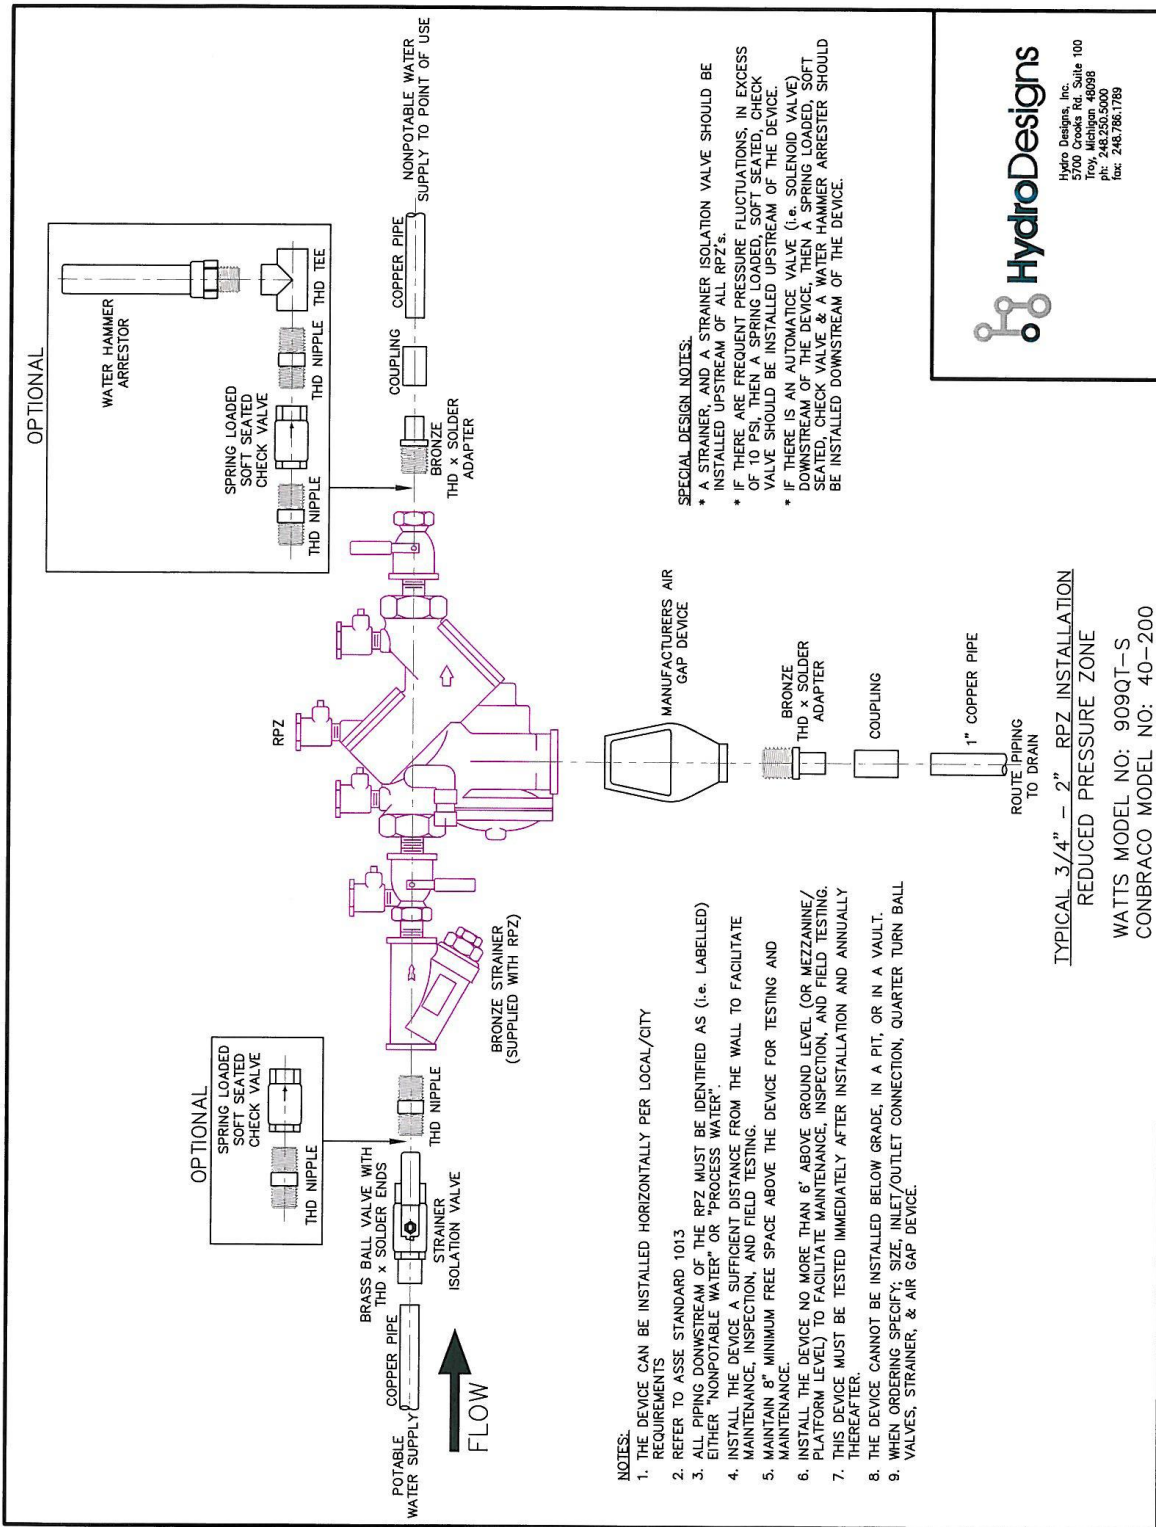 OPTIONAL
WATER HAMMER
ARRESTOR
SPRING LOADED
SOFT SEATED
CHECK VALVE
THD NIPPLE
THD NIPPLE
THD TEE
OPTIONAL
SPRING LOADED
SOFT SEATED
CHECK VALVE
THD NIPPLE
POTABLE
WATER SUPPLY
COPPER PIPE
BRASS BALL VALVE WITH
THD x SOLDER ENDS
STRAINER
ISOLATION VALVE
THD NIPPLE
BRONZE STRAINER
(SUPPLIED WITH RPZ)
RPZ
BRONZE
THD x SOLDER
ADAPTER
COUPLING
COPPER PIPE
NONPOTABLE WATER
SUPPLY TO POINT OF USE
FLOW
MANUFACTURERS AIR
GAP DEVICE
BRONZE
THD x SOLDER
ADAPTER
COUPLING
1" COPPER PIPE
ROUTE PIPING
TO DRAIN
NOTES:
1. THE DEVICE CAN BE INSTALLED HORIZONTALLY PER LOCAL/CITY
REQUIREMENTS
2. REFER TO ASSE STANDARD 1013
3. ALL PIPING DONWSTREAM OF THE RPZ MUST BE IDENTIFIED AS (i.e. LABELLED)
EITHER "NONPOTABLE WATER" OR "PROCESS WATER".
4. INSTALL THE DEVICE A SUFFICIENT DISTANCE FROM THE WALL TO FACILITATE
MAINTENANCE, INSPECTION, AND FIELD TESTING.
5. MAINTAIN 8" MINIMUM FREE SPACE ABOVE THE DEVICE FOR TESTING AND
MAINTENANCE.
6. INSTALL THE DEVICE NO MORE THAN 6' ABOVE GROUND LEVEL (OR MEZZANINE/
PLATFORM LEVEL) TO FACILITATE MAINTENANCE, INSPECTION, AND FIELD TESTING.
7. THIS DEVICE MUST BE TESTED IMMEDIATELY AFTER INSTALLATION AND ANNUALLY
THEREAFTER.
8. THE DEVICE CANNOT BE INSTALLED BELOW GRADE, IN A PIT, OR IN A VAULT.
9. WHEN ORDERING SPECIFY; SIZE, INLET/OUTLET CONNECTION, QUARTER TURN BALL
VALVES, STRAINER, & AIR GAP DEVICE.
SPECIAL DESIGN NOTES:
* A STRAINER, AND A STRAINER ISOLATION VALVE SHOULD BE
INSTALLED UPSTREAM OF ALL RPZ's.
* IF THERE ARE FREQUENT PRESSURE FLUCTUATIONS, IN EXCESS
OF 10 PSI, THEN A SPRING LOADED, SOFT SEATED, CHECK
VALVE SHOULD BE INSTALLED UPSTREAM OF THE DEVICE.
* IF THERE IS AN AUTOMATICE VALVE (i.e. SOLENOID VALVE)
DOWNSTREAM OF THE DEVICE, THEN A SPRING LOADED, SOFT
SEATED, CHECK VALVE & A WATER HAMMER ARRESTER SHOULD
BE INSTALLED DOWNSTREAM OF THE DEVICE.
TYPICAL 3/4" – 2" RPZ INSTALLATION
REDUCED PRESSURE ZONE
WATTS MODEL NO: 909QT-S
CONBRACO MODEL NO: 40-200
HydroDesigns
Hydro Designs, Inc.
5700 Crooks Rd. Suite 100
Troy, Michigan 48098
ph: 248.250.5000
fax: 248.786.1789